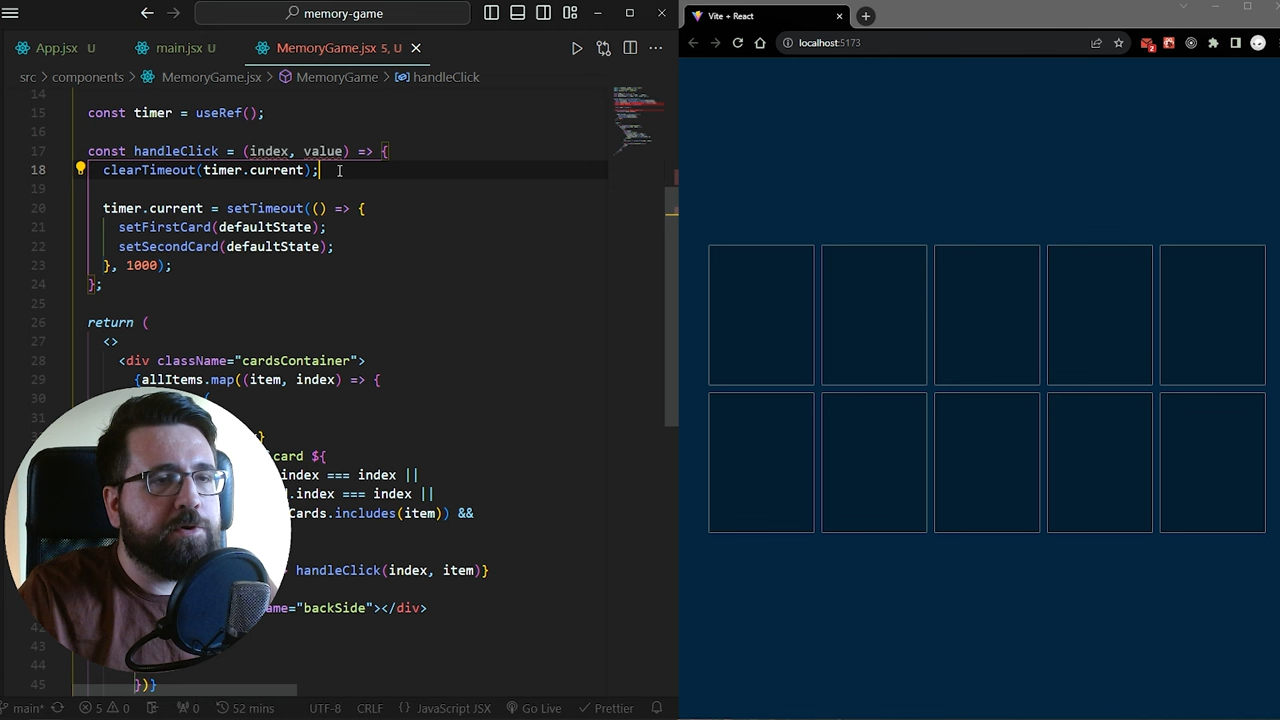 memory-game
Vite + React
App.jsx U
main.jsx U
MemoryGame.jsx 5, U
localhost:5173
2
src > components > MemoryGame.jsx > MemoryGame > handleClick
14
15 const timer = useRef();
16
17 const handleClick = (index, value) => {
18 clearTimeout(timer.current);
19
20 timer.current = setTimeout(() => {
21 setFirstCard(defaultState);
22 setSecondCard(defaultState);
23 }, 1000);
24 };
25
26 return (
27 <>
28 <div className="cardsContainer">
29 {allItems.map((item, index) => {
30 (
31
}
card ${
index === index ||
.index === index ||
Cards.includes(item)) &&
handleClick(index, item)}
ame="backSide"></div>
43
44
45 })}
main* 5 0 0 52 mins UTF-8 CRLF {} JavaScript JSX Go Live Prettier